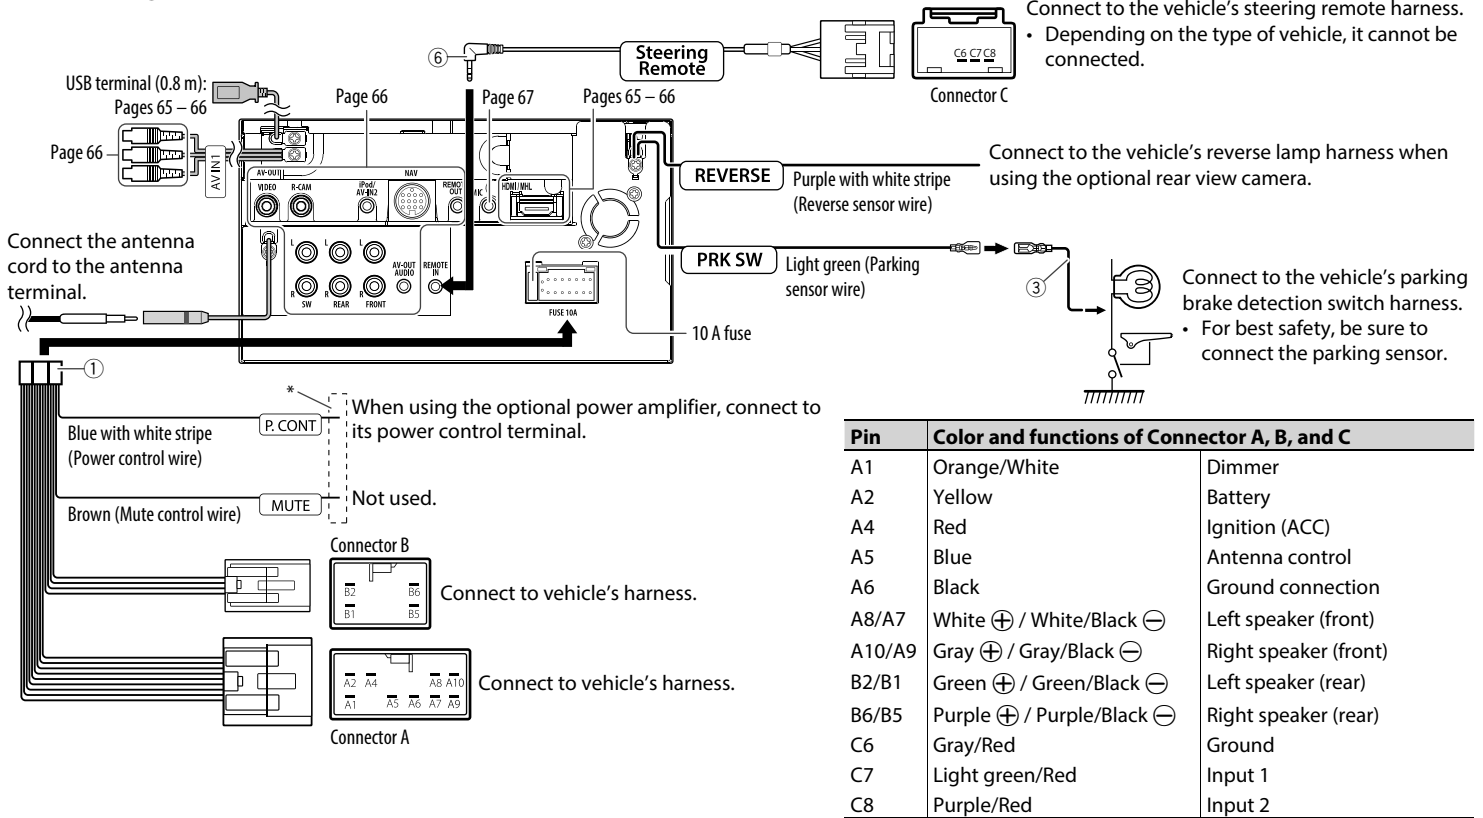 Connect to the vehicle's steering remote harness.
• Depending on the type of vehicle, it cannot be
connected.
⑥
Steering
Remote
C6 C7 C8
Connector C
USB terminal (0.8 m):
Pages 65 – 66
Page 66
Page 67
Pages 65 – 66
Page 66
AV IN1
AV-OUT
VIDEO
R-CAM
iPod/
AV-IN2
NAV
REMOTE
OUT
MIC
HDMI/MHL
REVERSE
Purple with white stripe
(Reverse sensor wire)
Connect to the vehicle's reverse lamp harness when
using the optional rear view camera.
Connect the antenna
cord to the antenna
terminal.
L
L
L
R
R
R
SW
REAR
FRONT
AV-OUT
AUDIO
REMOTE
IN
FUSE 10A
10 A fuse
PRK SW
Light green (Parking
sensor wire)
③
Connect to the vehicle's parking
brake detection switch harness.
• For best safety, be sure to
connect the parking sensor.
①
*
Blue with white stripe
(Power control wire)
P. CONT
When using the optional power amplifier, connect to
its power control terminal.
Brown (Mute control wire)
MUTE
Not used.
Connector B
B2
B6
B1
B5
Connect to vehicle's harness.
A2 A4 A8 A10
A1 A5 A6 A7 A9
Connect to vehicle's harness.
Connector A
Pin Color and functions of Connector A, B, and C
A1 Orange/White Dimmer
A2 Yellow Battery
A4 Red Ignition (ACC)
A5 Blue Antenna control
A6 Black Ground connection
A8/A7 White ⊕ / White/Black ⊖ Left speaker (front)
A10/A9 Gray ⊕ / Gray/Black ⊖ Right speaker (front)
B2/B1 Green ⊕ / Green/Black ⊖ Left speaker (rear)
B6/B5 Purple ⊕ / Purple/Black ⊖ Right speaker (rear)
C6 Gray/Red Ground
C7 Light green/Red Input 1
C8 Purple/Red Input 2